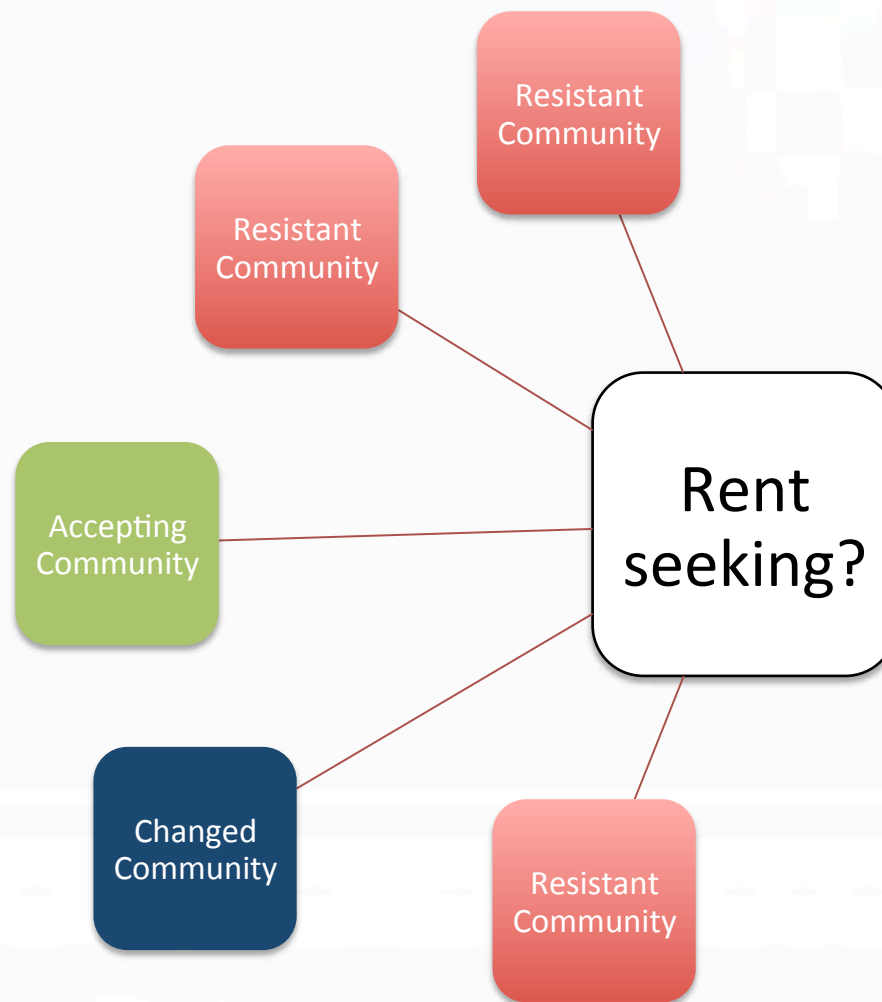 Resistant
Community
Resistant
Community
Rent
seeking?
Accepting
Community
Changed
Community
Resistant
Community